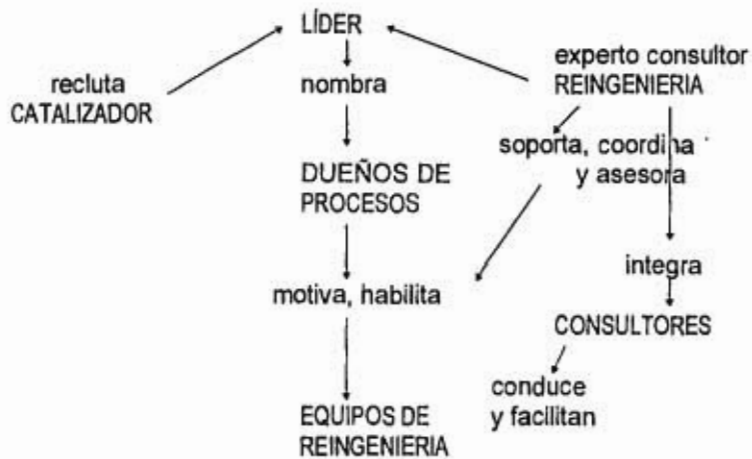 LÍDER
recluta
CATALIZADOR
nombra
experto consultor
REINGENIERIA
soporta, coordina
y asesora
DUEÑOS DE
PROCESOS
motiva, habilita
integra
CONSULTORES
conduce
y facilitan
EQUIPOS DE
REINGENIERIA